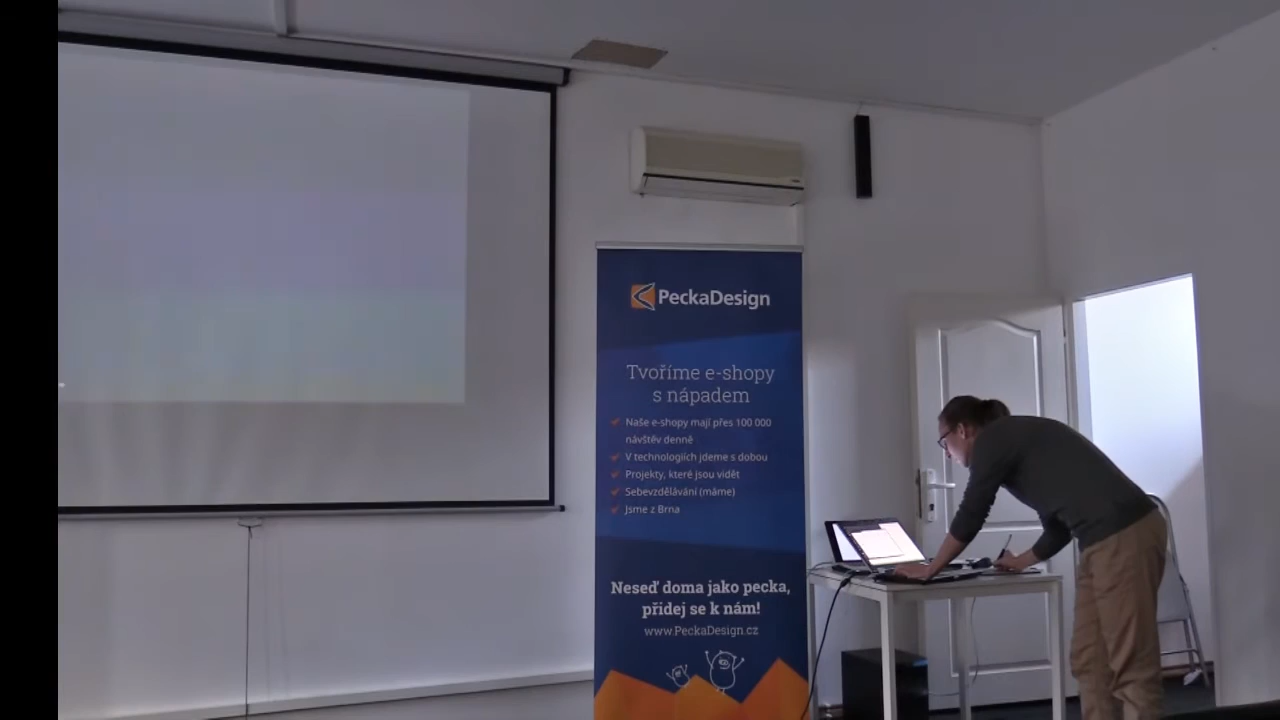 PeckaDesign
Tvoříme e-shopy
s nápadem
Naše e-shopy mají přes 100 000
návštěv denně
V technologiích jdeme s dobou
Projekty, které jsou vidět
Sebevzdělávání (máme)
Jsme z Brna
Neseď doma jako pecka,
přidej se k nám!
www.PeckaDesign.cz